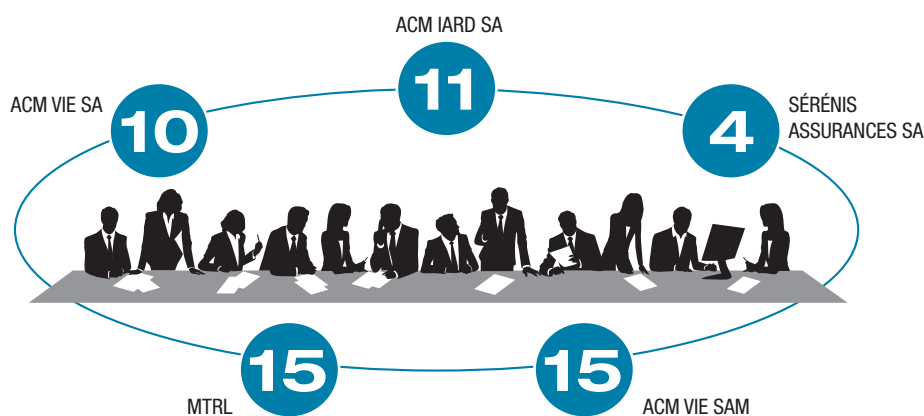 ACM IARD SA
11
ACM VIE SA
10
4
SÉRÉNIS
ASSURANCES SA
15
MTRL
15
ACM VIE SAM